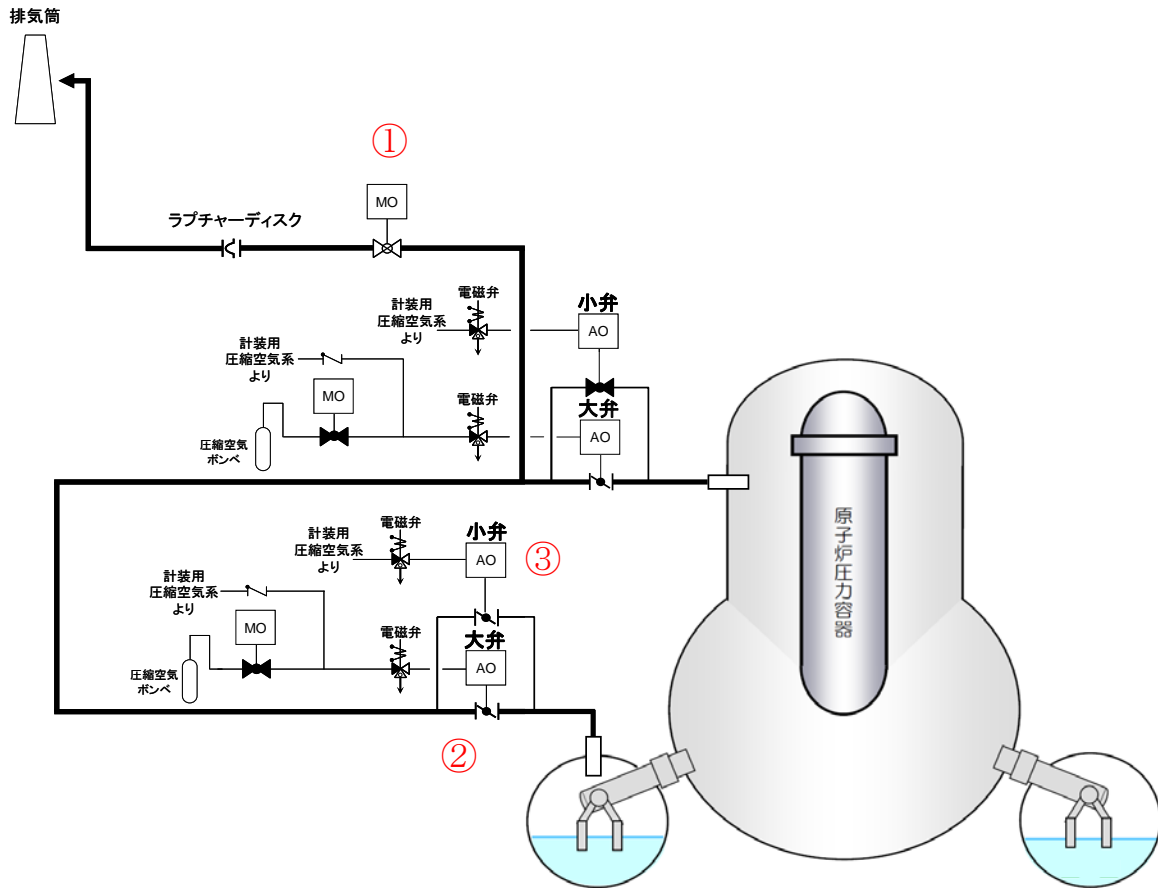 排気筒
①
MO
ラプチャーディスク
電磁弁
小弁
計装用
圧縮空気系
より
AO
計装用
圧縮空気系
より
MO
電磁弁
大弁
AO
圧縮空気
ボンベ
原子炉圧力容器
電磁弁
小弁
計装用
圧縮空気系
より
AO
③
計装用
圧縮空気系
より
MO
電磁弁
大弁
AO
圧縮空気
ボンベ
②